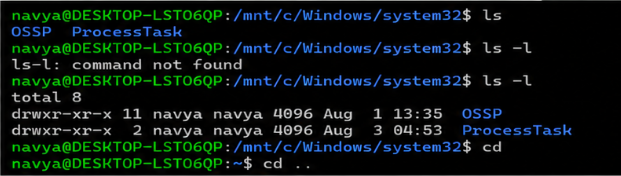 navya@DESKTOP-LSTO6QP:/mnt/c/Windows/system32$ ls
OSSP  ProcessTask
navya@DESKTOP-LSTO6QP:/mnt/c/Windows/system32$ ls -l
ls-l: command not found
navya@DESKTOP-LSTO6QP:/mnt/c/Windows/system32$ ls -l
total 8
drwxr-xr-x 11 navya navya 4096 Aug  1 13:35  OSSP
drwxr-xr-x  2 navya navya 4096 Aug  3 04:53  ProcessTask
navya@DESKTOP-LSTO6QP:/mnt/c/Windows/system32$ cd
navya@DESKTOP-LSTO6QP:~$ cd ..